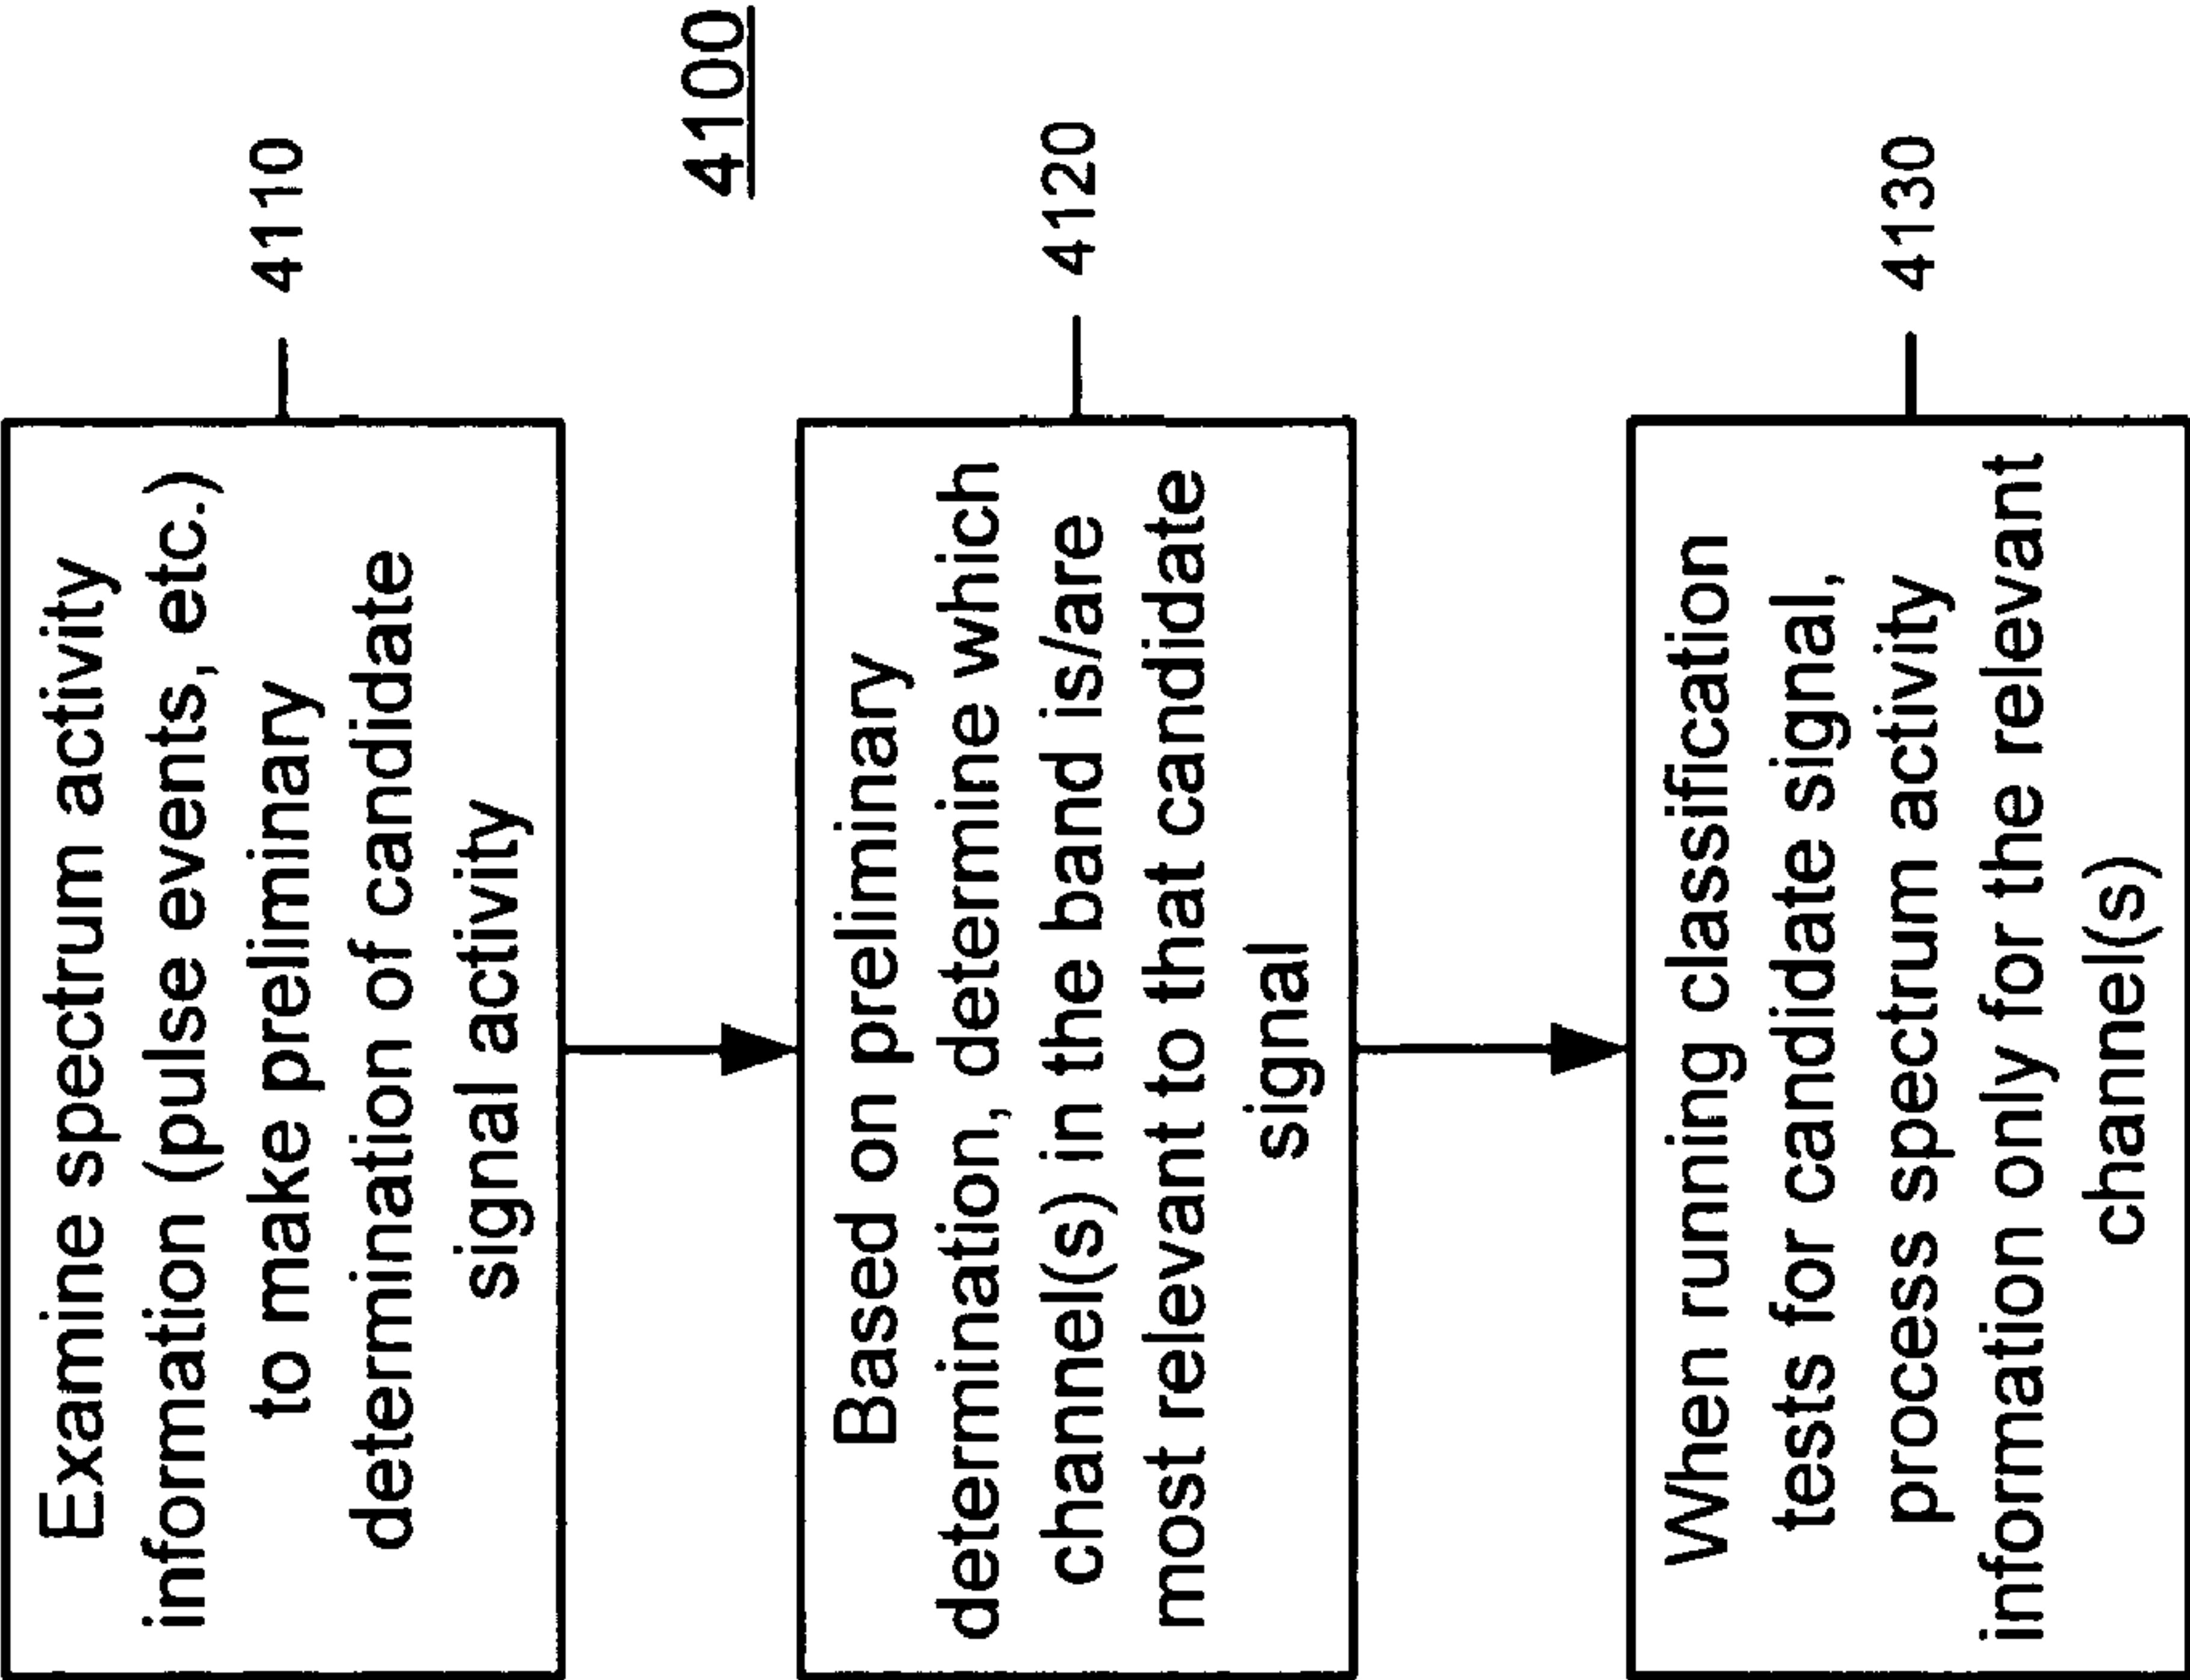 Examine spectrum activity
information (pulse events, etc.)
to make preliminary
determination of candidate
signal activity
4110
4100
Based on preliminary
determination, determine which
channel(s) in the band is/are
most relevant to that candidate
signal
4120
When running classification
tests for candidate signal,
process spectrum activity
information only for the relevant
channel(s)
4130